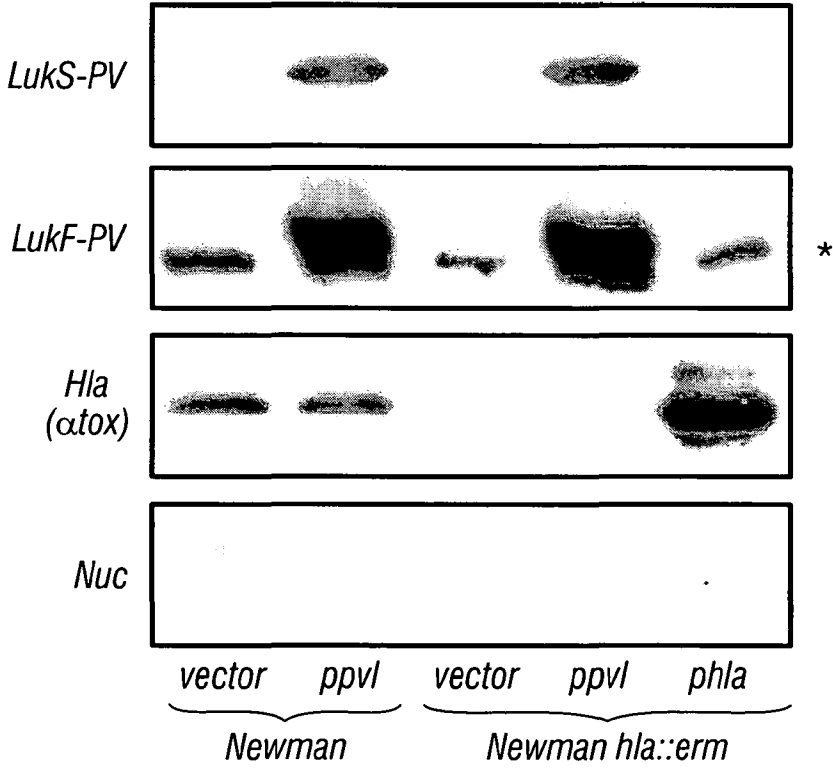 LukS-PV
LukF-PV
*
Hla
(αtox)
Nuc
vector ppvl vector ppvl phla
Newman Newman hla::erm